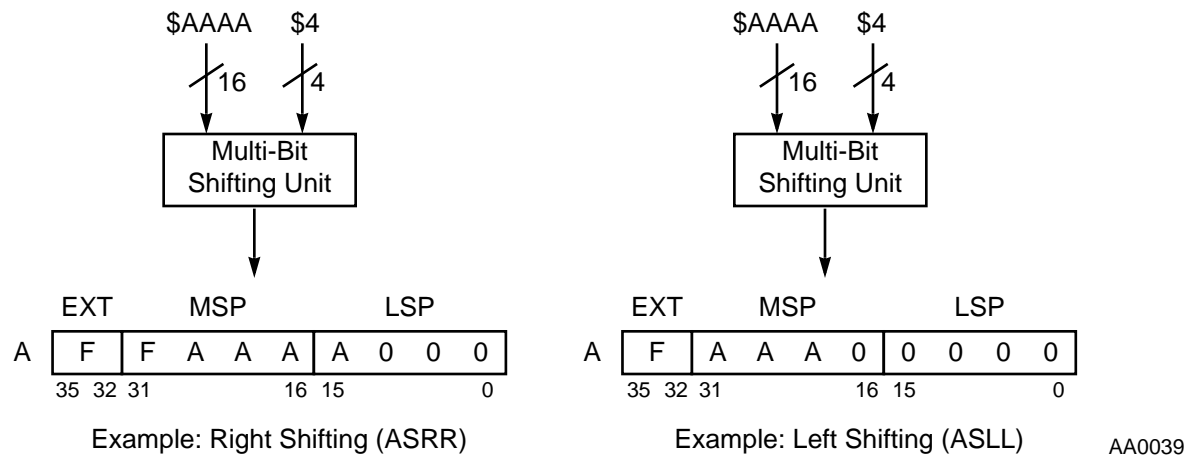 $AAAA $4 $AAAA $4
16 4 16 4
Multi-Bit Multi-Bit
Shifting Unit Shifting Unit
EXT MSP LSP EXT MSP LSP
A F F A A A A 0 0 0 A F A A A 0 0 0 0 0
35 32 31 16 15 0 35 32 31 16 15 0
Example: Right Shifting (ASRR) Example: Left Shifting (ASLL) AA0039